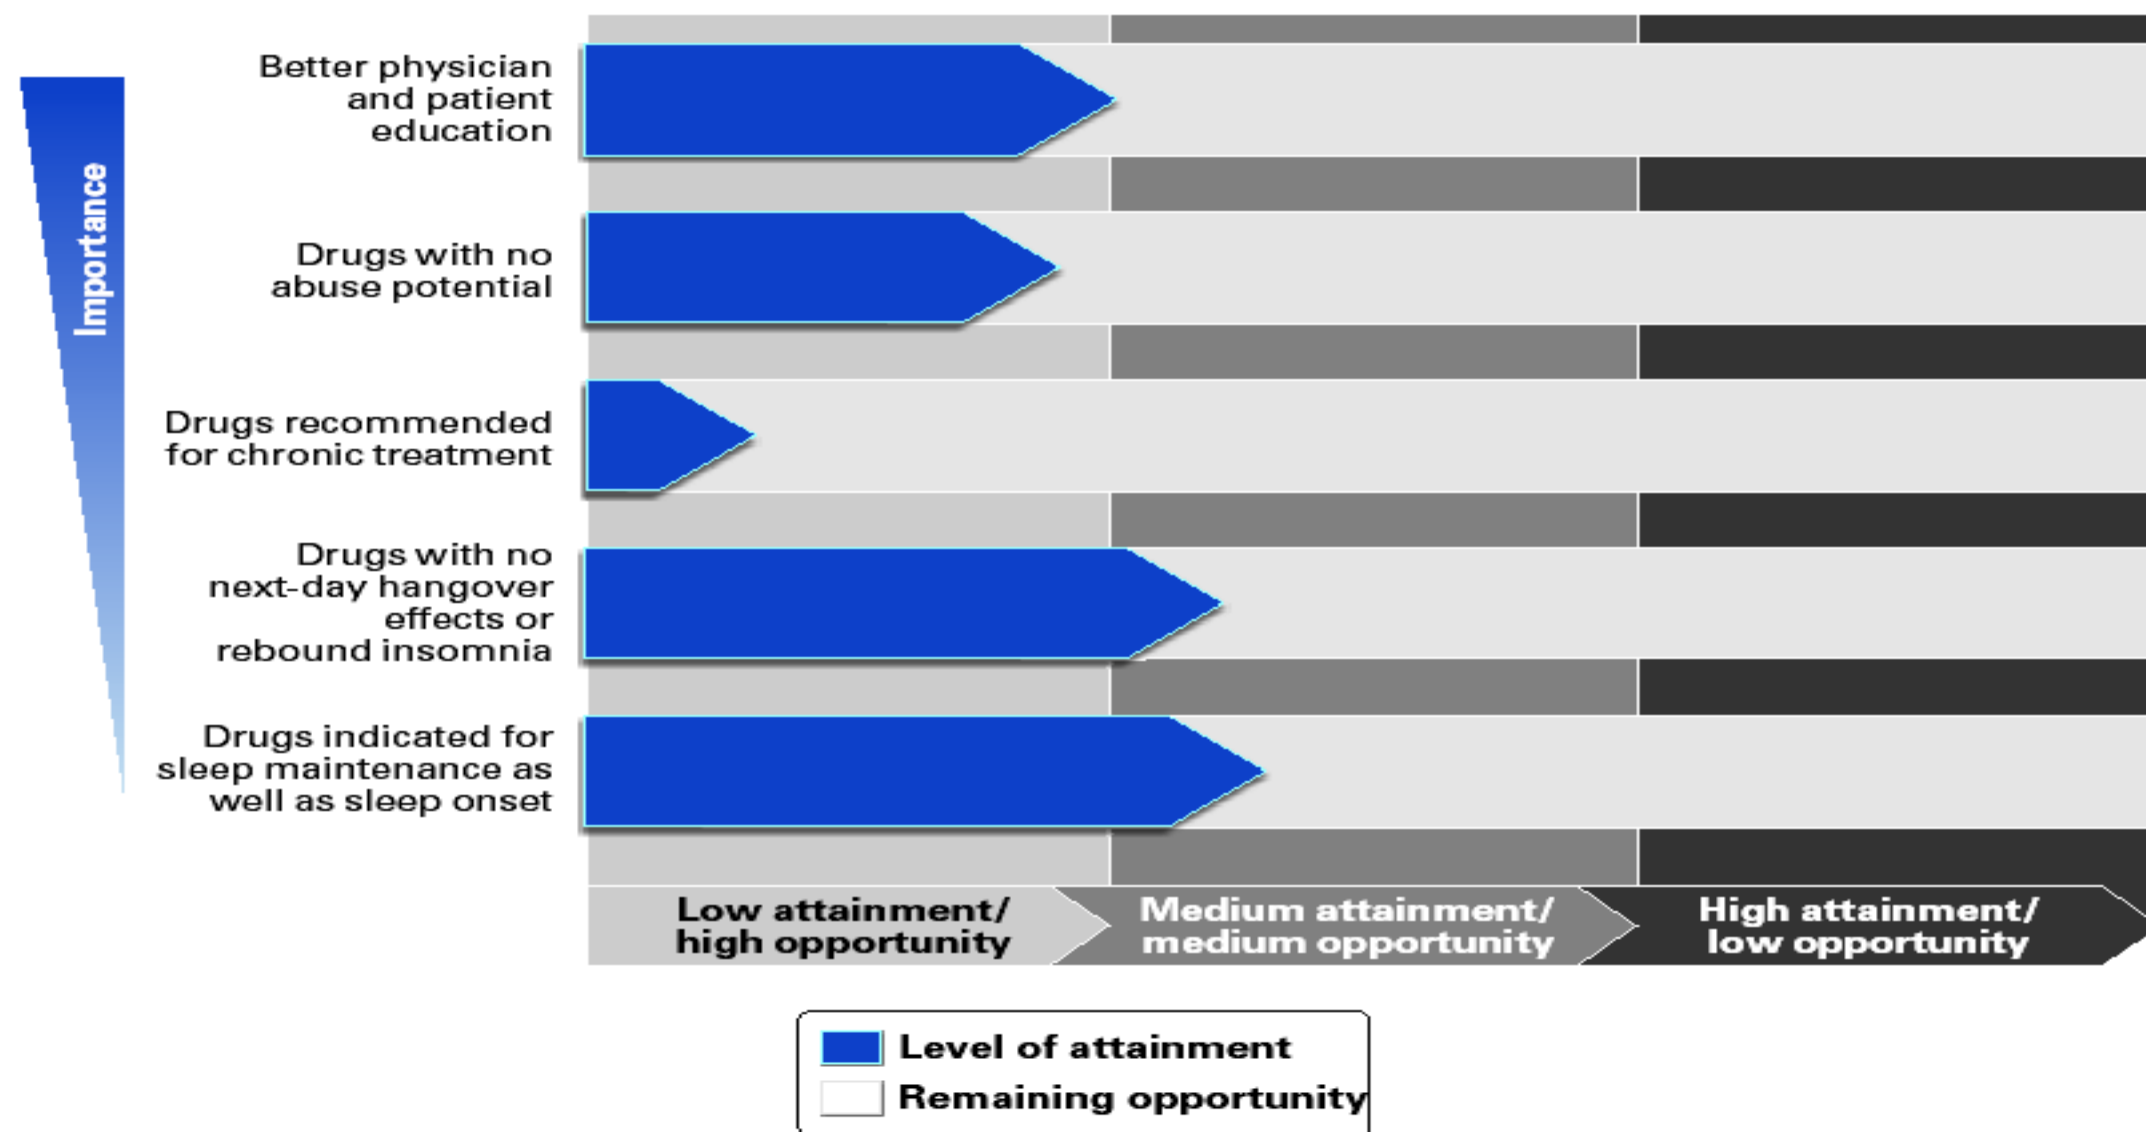 Importance
Better physician
and patient
education
Drugs with no
abuse potential
Drugs recommended
for chronic treatment
Drugs with no
next-day hangover
effects or
rebound insomnia
Drugs indicated for
sleep maintenance as
well as sleep onset
Low attainment/
high opportunity
Medium attainment/
medium opportunity
High attainment/
low opportunity
Level of attainment
Remaining opportunity